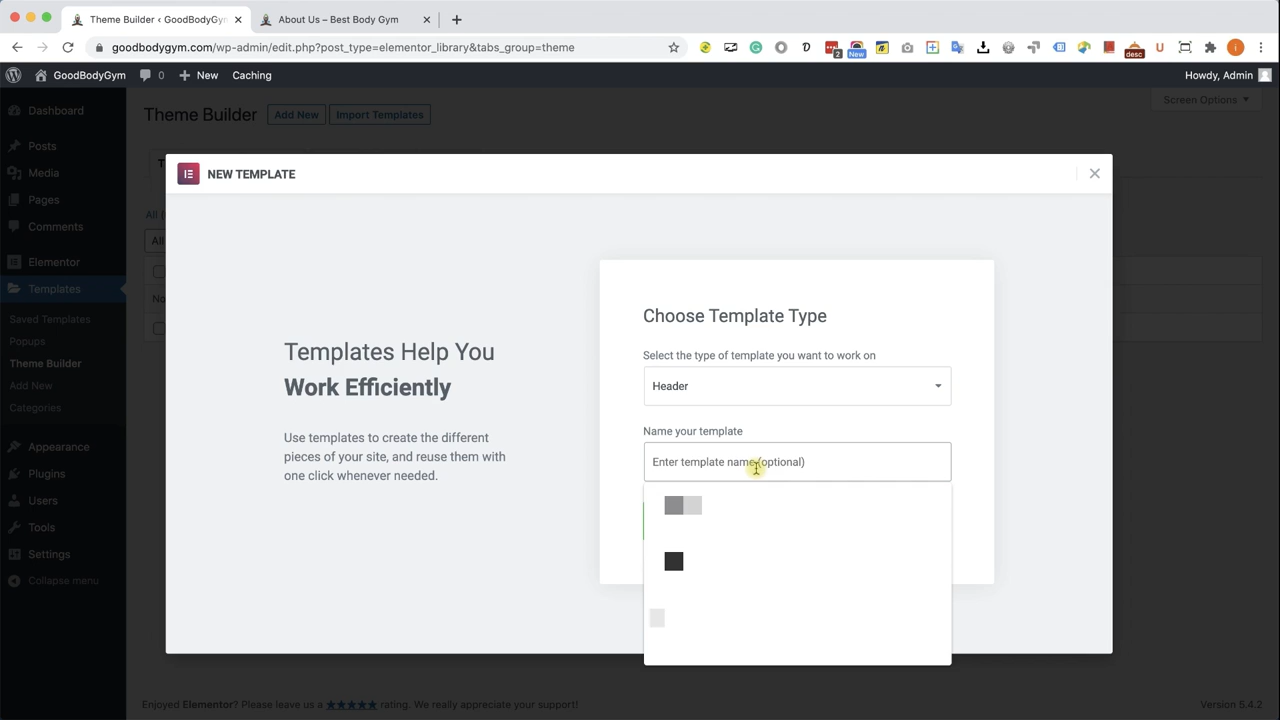 Theme Builder ‹ GoodBodyGym
About Us – Best Body Gym
goodbodygym.com/wp-admin/edit.php?post_type=elementor_library&tabs_group=theme
2
New
desc
GoodBodyGym
0
New
Caching
Howdy, Admin
Dashboard
Posts
Media
Pages
Comments
Elementor
Templates
Saved Templates
Popups
Theme Builder
Add New
Categories
Appearance
Plugins
Users
Tools
Settings
Collapse menu
Theme Builder
Add New
Import Templates
Screen Options
All (
All
No
NEW TEMPLATE
Templates Help You
Work Efficiently
Use templates to create the different
pieces of your site, and reuse them with
one click whenever needed.
Choose Template Type
Select the type of template you want to work on
Header
Name your template
Enter template name (optional)
Enjoyed Elementor? Please leave us a ★★★★★ rating. We really appreciate your support!
Version 5.4.2